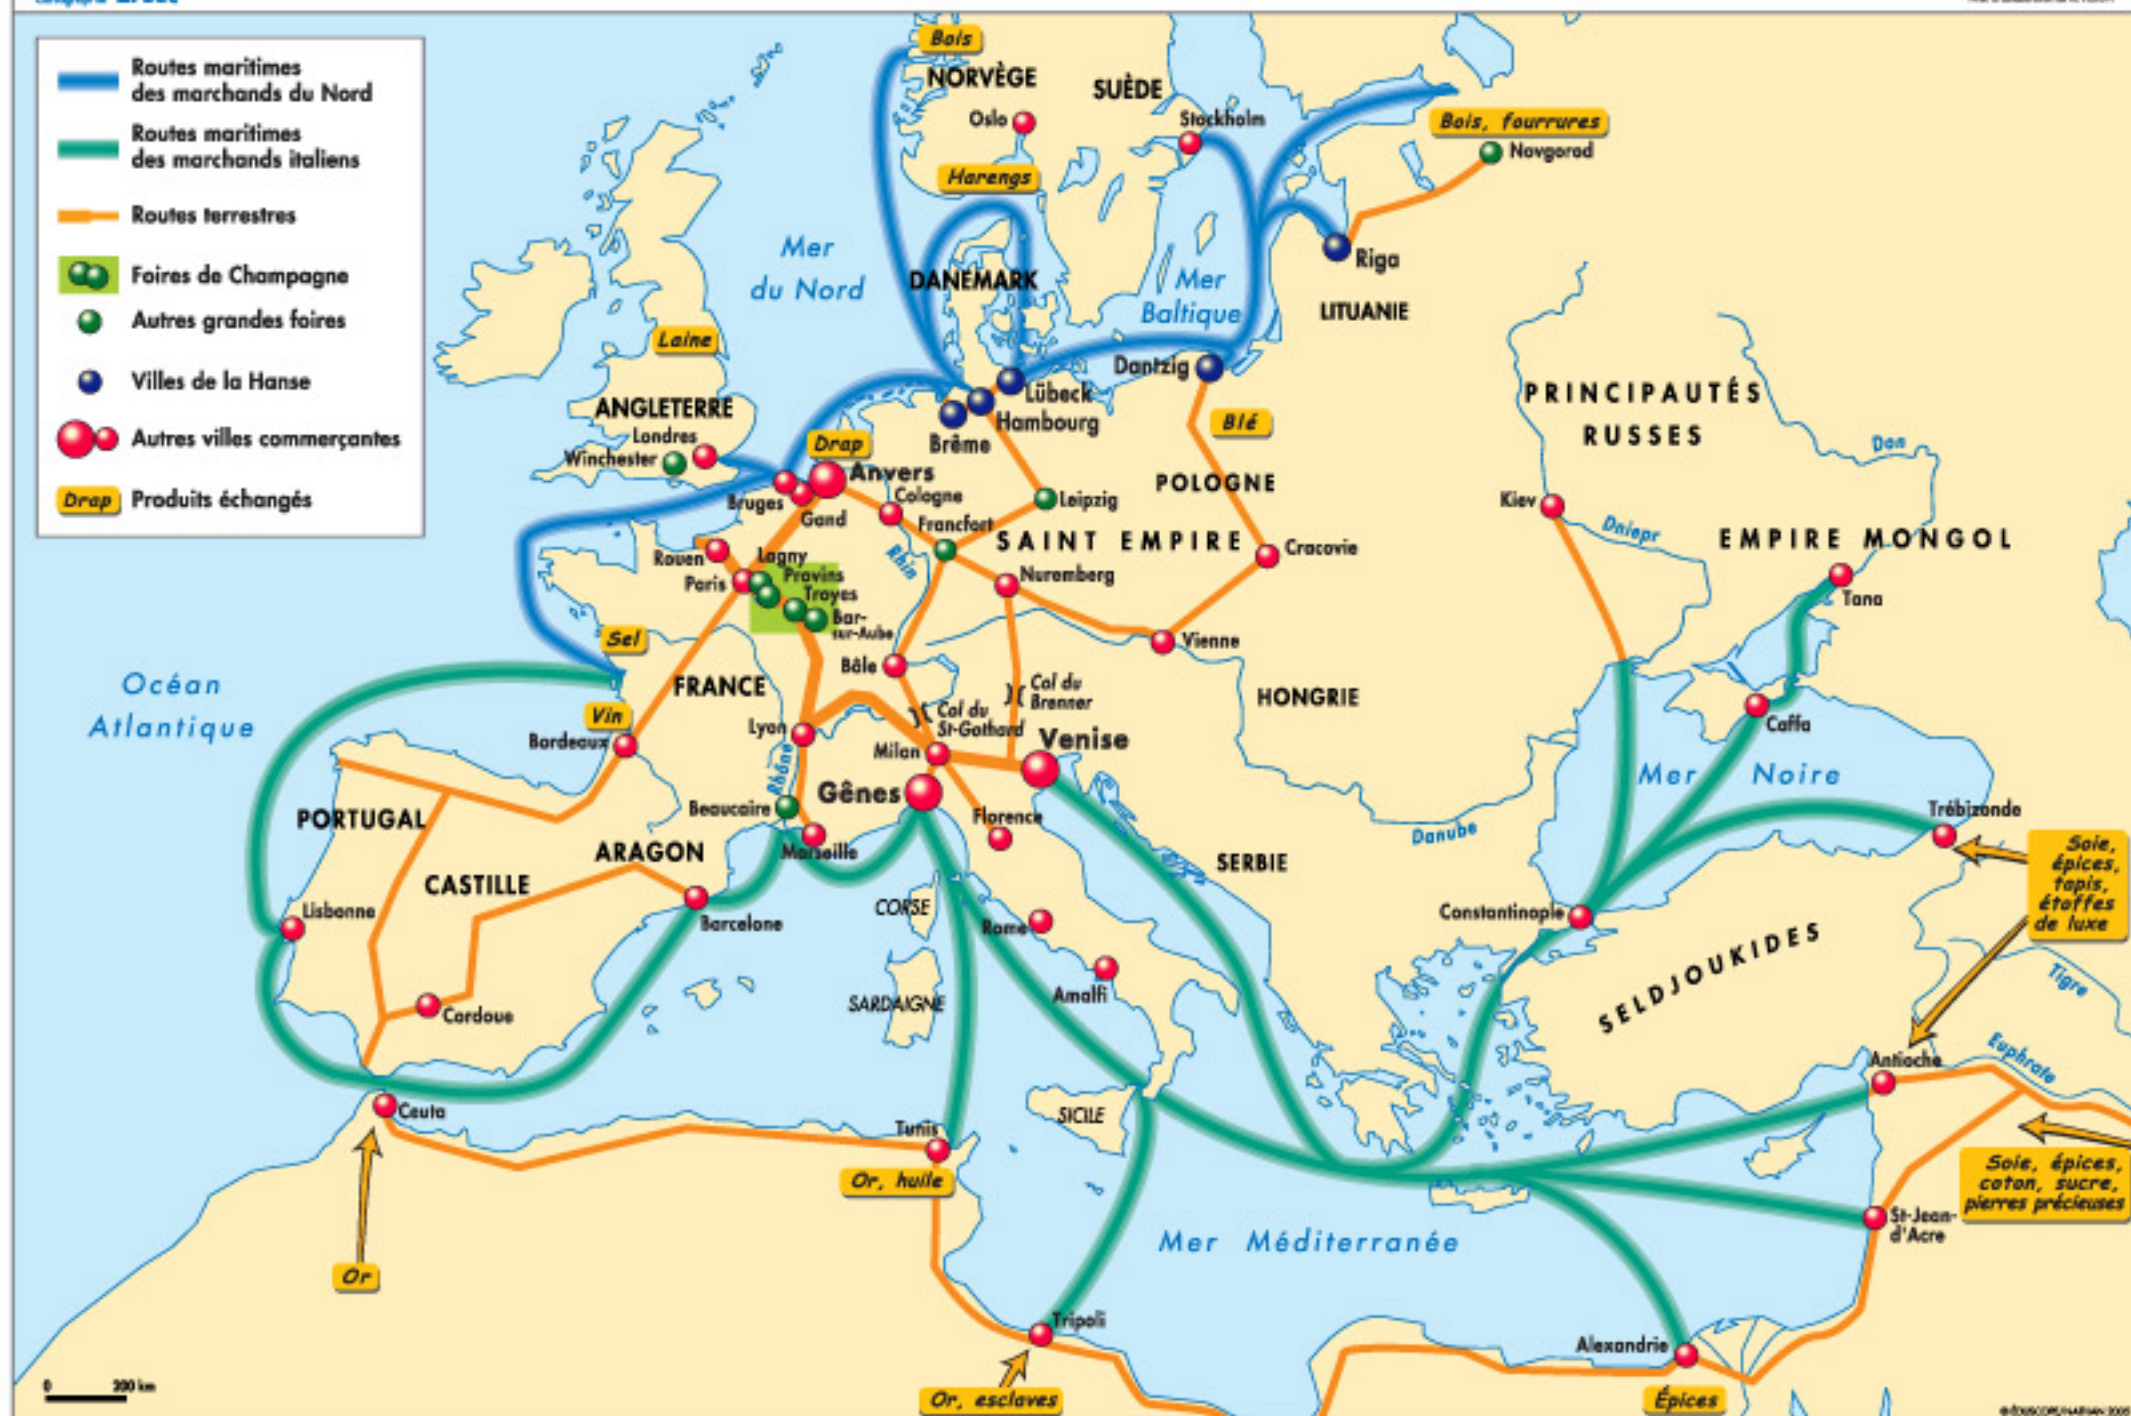 Routes maritimes
des marchands du Nord
Routes maritimes
des marchands italiens
Routes terrestres
Foires de Champagne
Autres grandes foires
Villes de la Hanse
Autres villes commerçantes
Drap Produits échangés
Bois
NORVÈGE
SUÈDE
Oslo
Stockholm
Bois, fourrures
Novgorod
Harengs
Mer
du Nord
DANEMARK
Mer
Baltique
Riga
LITUANIE
Laine
ANGLETERRE
Londres
Winchester
Drap
Anvers
Bruges
Gand
Brême
Hambourg
Lübeck
Dantzig
Blé
POLOGNE
PRINCIPAUTÉS
RUSSES
Don
Kiev
Dniepr
EMPIRE MONGOL
Tana
Cologne
Francfort
Leipzig
SAINT EMPIRE
Cracovie
Rhin
Nuremberg
Rouen
Paris
Lagny
Provins
Troyes
Bar-
sur-Aube
Bâle
Vienne
Sel
Océan
Atlantique
FRANCE
Vin
Bordeaux
Lyon
Col du
St-Gothard
Col du
Brenner
HONGRIE
Caffa
Milan
Venise
Mer Noire
Rhône
Gênes
Beaucaire
Marseille
Florence
Danube
Trébizonde
Soie,
épices,
tapis,
étoffes
de luxe
PORTUGAL
ARAGON
CASTILLE
SERBIE
Lisbonne
Barcelone
CORSE
Rome
Constantinople
SELDJOUKIDES
Tigre
Amalfi
SARDAIGNE
Cordoue
Antioche
Euphrate
Ceuta
SICILE
Tunis
Or, huile
Soie, épices,
coton, sucre,
pierres précieuses
St-Jean-
d'Acre
Mer Méditerranée
Or
Tripoli
Or, esclaves
Alexandrie
Épices
0 200 km